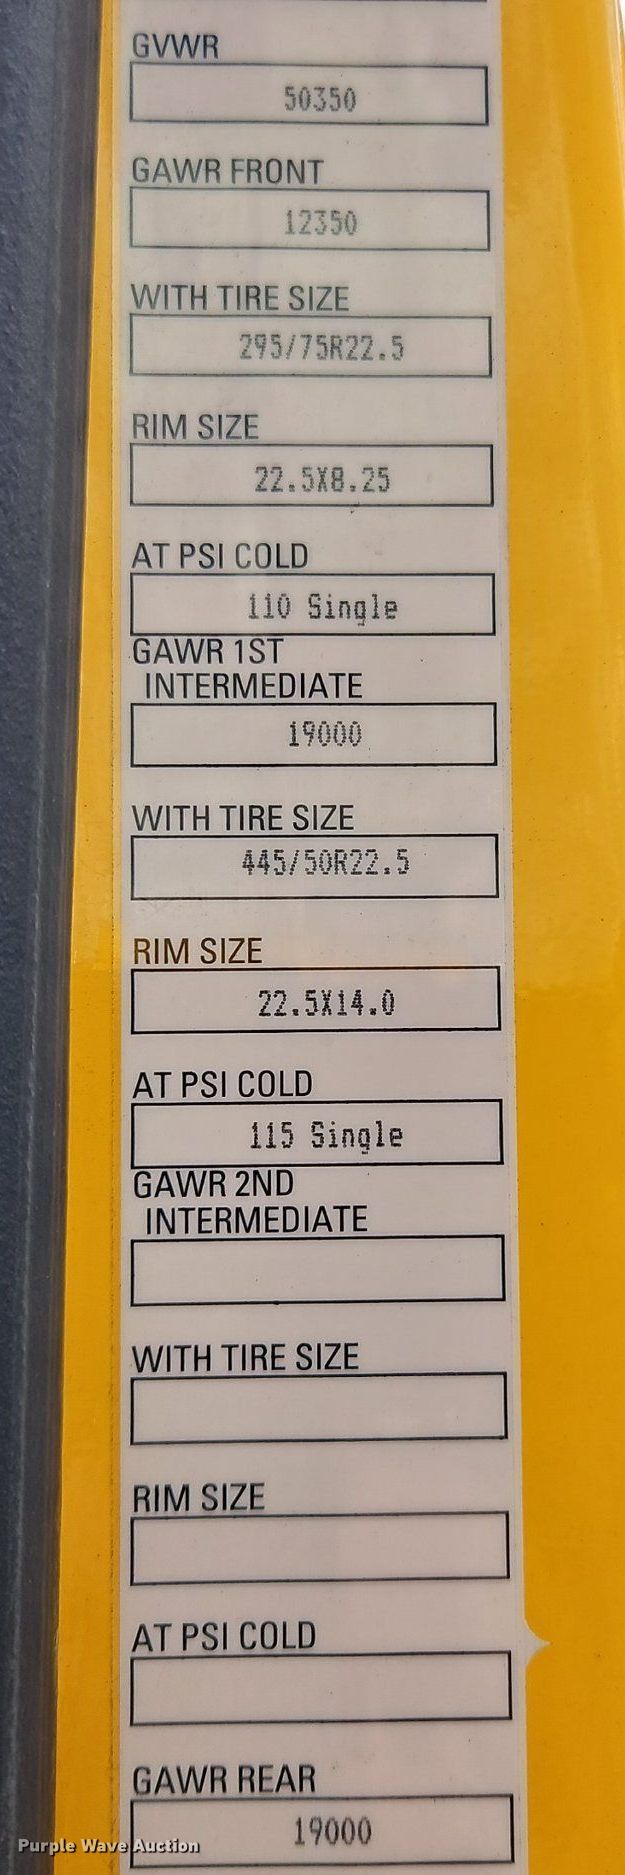 GVWR
50350
GAWR FRONT
12350
WITH TIRE SIZE
295/75R22.5
RIM SIZE
22.5X8.25
AT PSI COLD
110 Single
GAWR 1ST
INTERMEDIATE
19000
WITH TIRE SIZE
445/50R22.5
RIM SIZE
22.5X14.0
AT PSI COLD
115 Single
GAWR 2ND
INTERMEDIATE
WITH TIRE SIZE
RIM SIZE
AT PSI COLD
GAWR REAR
19000
Purple Wave Auction